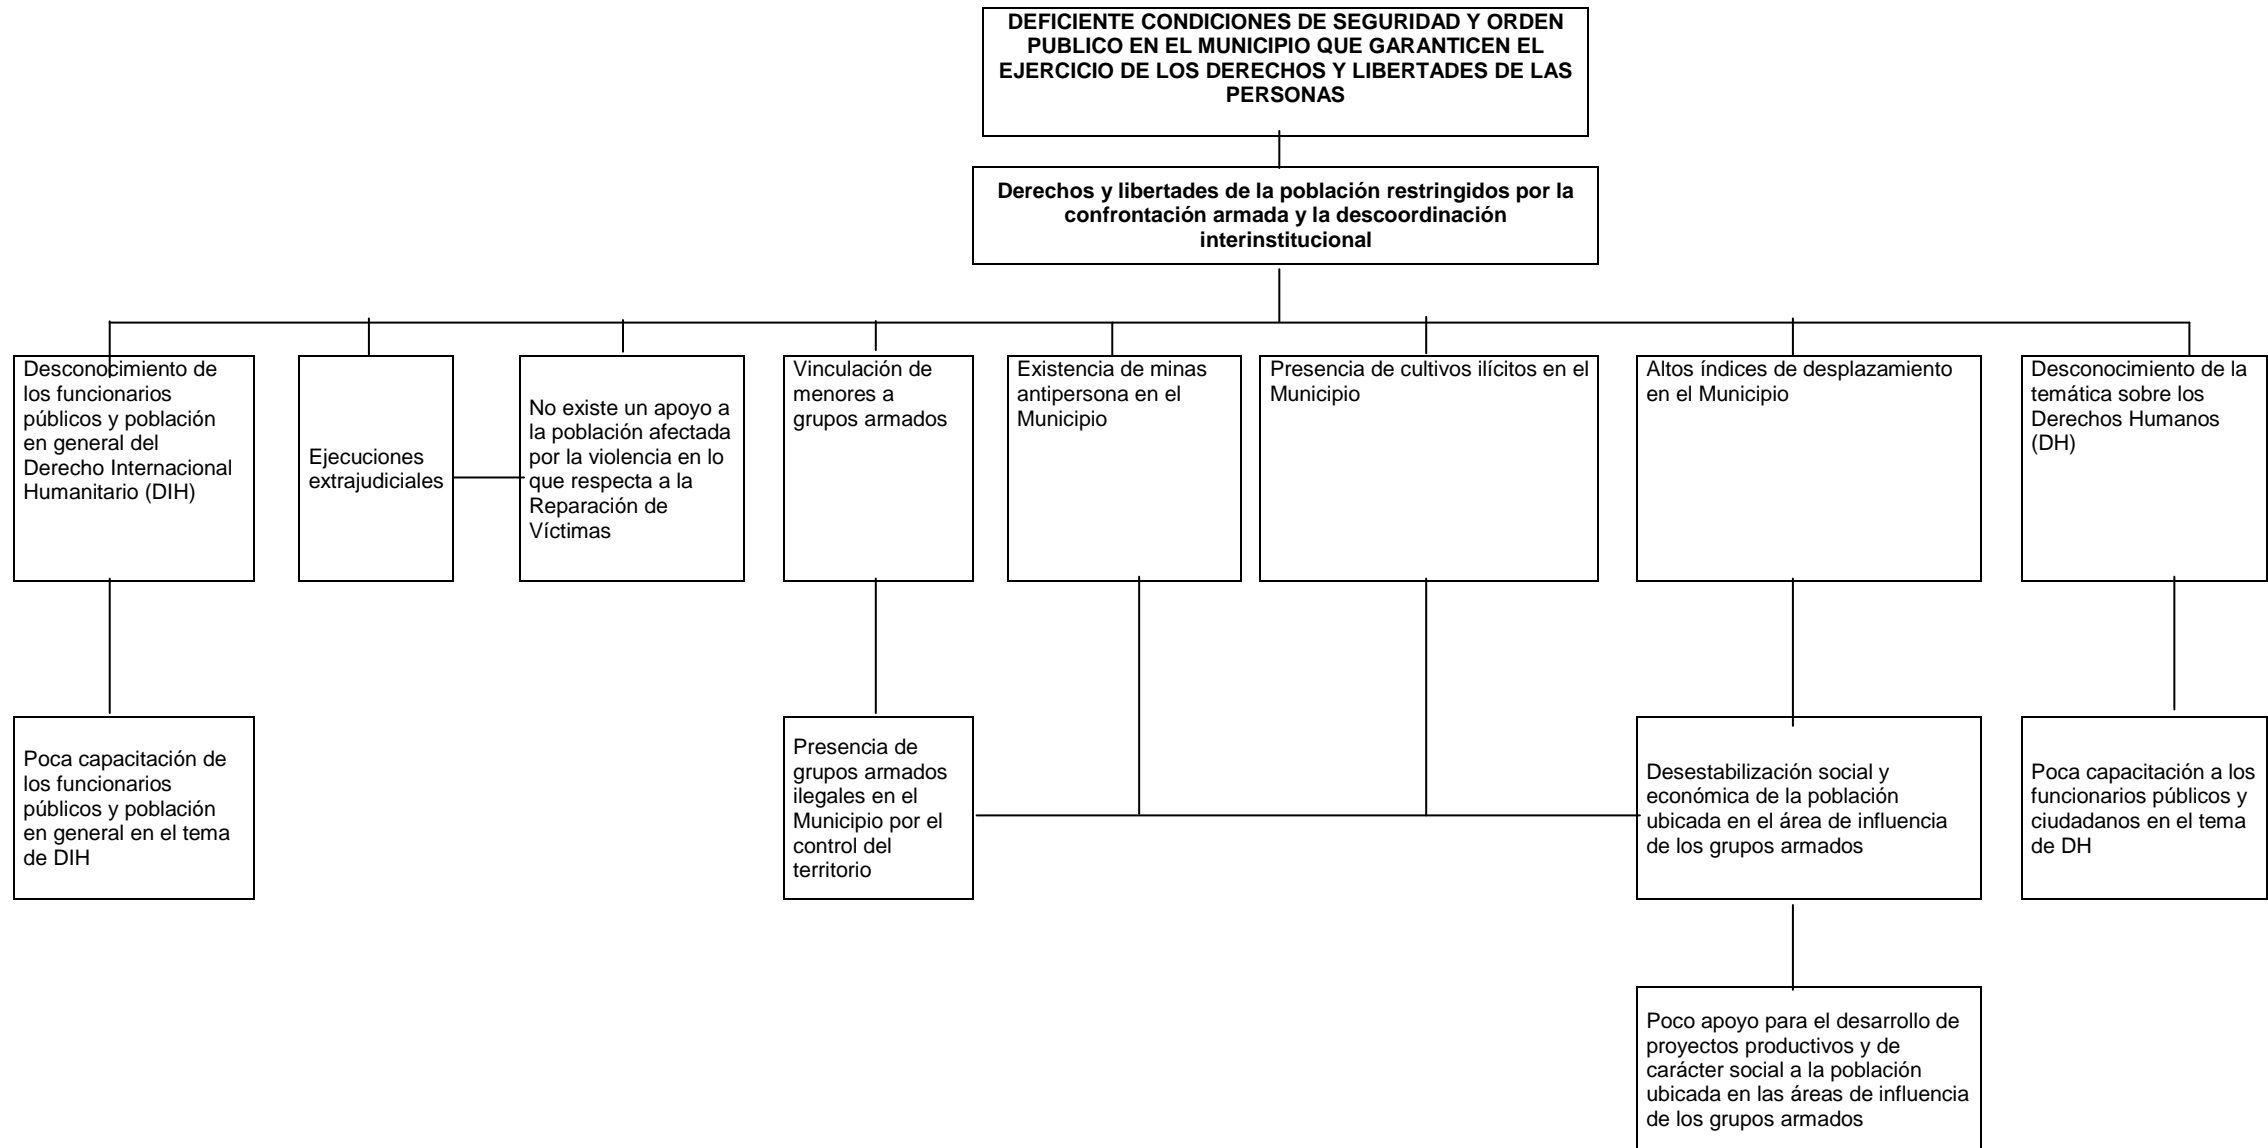 DEFICIENTE CONDICIONES DE SEGURIDAD Y ORDEN
PUBLICO EN EL MUNICIPIO QUE GARANTICEN EL
EJERCICIO DE LOS DERECHOS Y LIBERTADES DE LAS
PERSONAS
Derechos y libertades de la población restringidos por la
confrontación armada y la descoordinación
interinstitucional
Desconocimiento de
los funcionarios
públicos y población
en general del
Derecho Internacional
Humanitario (DIH)
Ejecuciones
extrajudiciales
No existe un apoyo a
la población afectada
por la violencia en lo
que respecta a la
Reparación de
Víctimas
Vinculación de
menores a
grupos armados
Existencia de minas
antipersona en el
Municipio
Presencia de cultivos ilícitos en el
Municipio
Altos índices de desplazamiento
en el Municipio
Desconocimiento de la
temática sobre los
Derechos Humanos
(DH)
Poca capacitación de
los funcionarios
públicos y población
en general en el tema
de DIH
Presencia de
grupos armados
ilegales en el
Municipio por el
control del
territorio
Desestabilización social y
económica de la población
ubicada en el área de influencia
de los grupos armados
Poca capacitación a los
funcionarios públicos y
ciudadanos en el tema
de DH
Poco apoyo para el desarrollo de
proyectos productivos y de
carácter social a la población
ubicada en las áreas de influencia
de los grupos armados